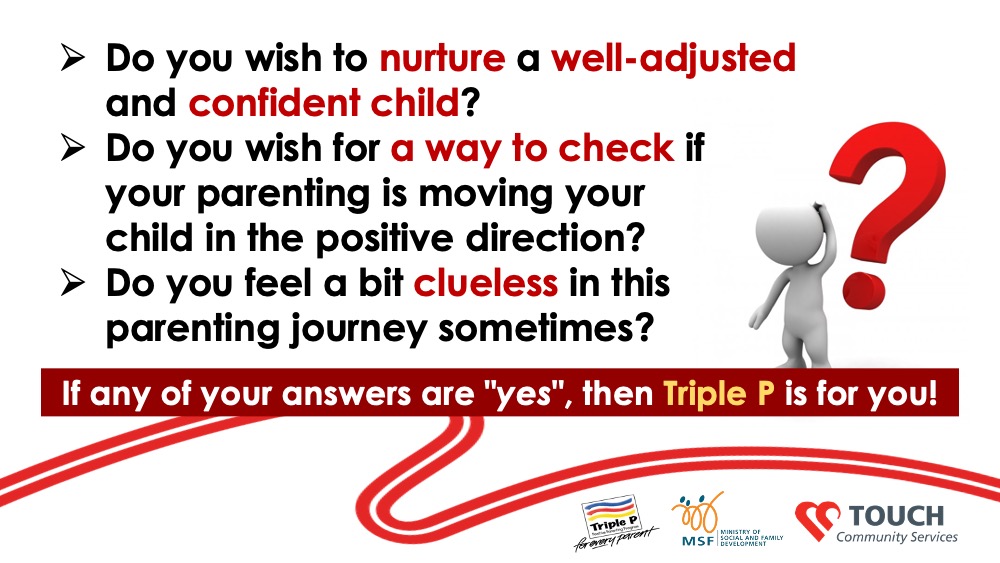 ➢ Do you wish to nurture a well-adjusted
and confident child?
➢ Do you wish for a way to check if
your parenting is moving your
child in the positive direction?
➢ Do you feel a bit clueless in this
parenting journey sometimes?
If any of your answers are "yes", then Triple P is for you!
Triple P
Positive Parenting Program
for every parent
MSF
MINISTRY OF
SOCIAL AND FAMILY
DEVELOPMENT
TOUCH
Community Services